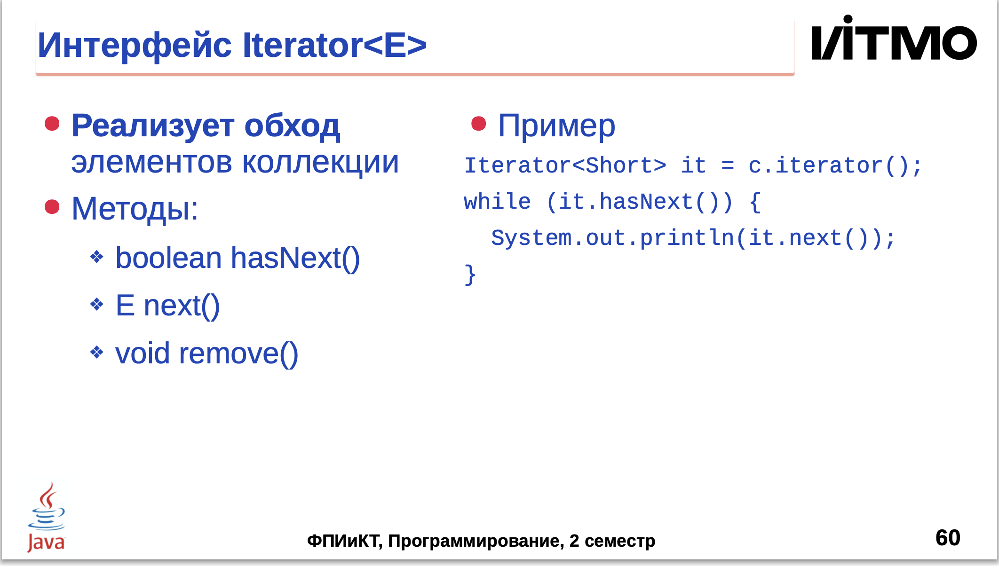 Интерфейс Iterator<E>
ИTMO
Реализует обход
элементов коллекции
Методы:
boolean hasNext()
E next()
void remove()
Пример
Iterator<Short> it = c.iterator();
while (it.hasNext()) {
  System.out.println(it.next());
}
Java
ФПИиКТ, Программирование, 2 семестр
60